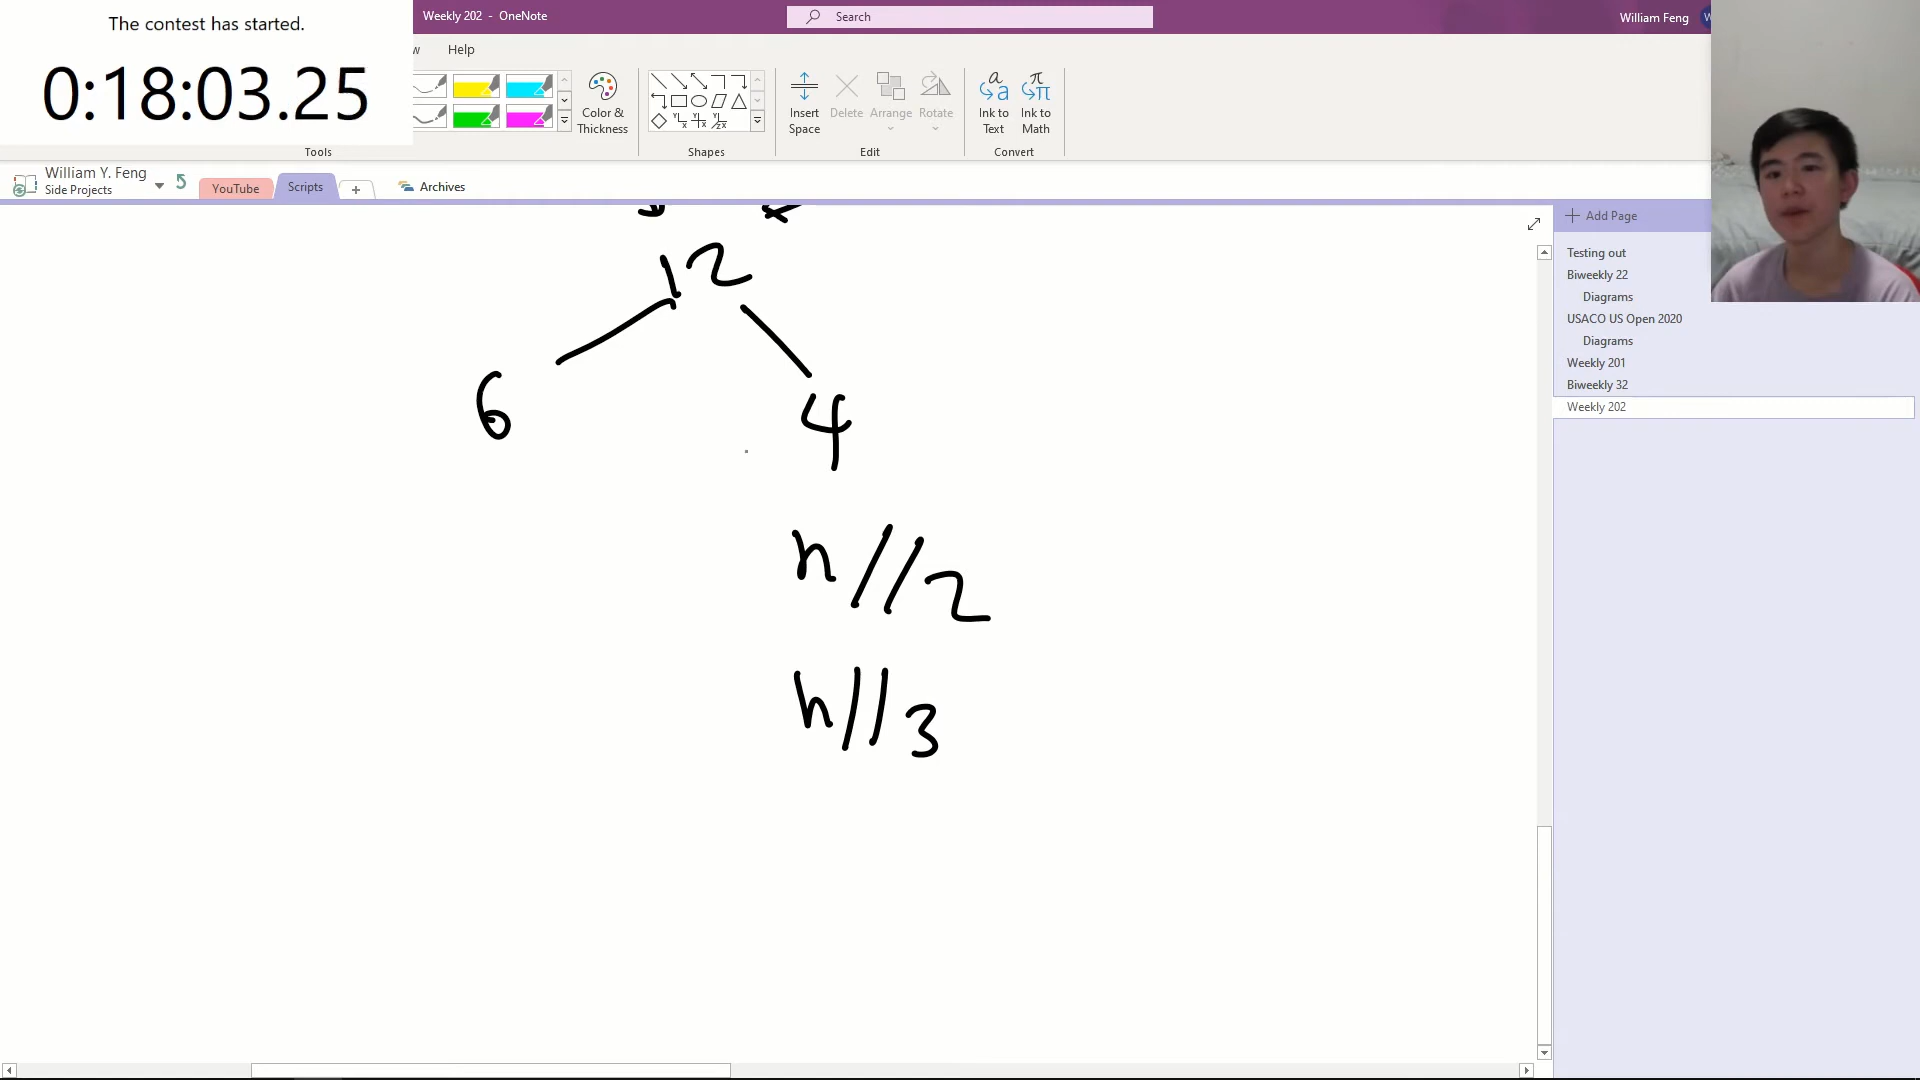 The contest has started.
0:18:03.25
Weekly 202 - OneNote
Search
William Feng
Help
Color &
Thickness
Insert
Space
Delete
Arrange
Rotate
Ink to
Text
Ink to
Math
Tools
Shapes
Edit
Convert
William Y. Feng
Side Projects
YouTube
Scripts
Archives
Add Page
Testing out
Biweekly 22
Diagrams
USACO US Open 2020
Diagrams
Weekly 201
Biweekly 32
Weekly 202
12
6
4
n//2
n//3